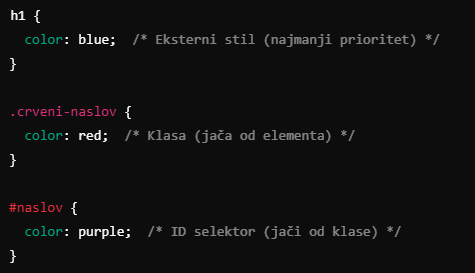 h1 {
  color: blue;  /* Eksterni stil (najmanji prioritet) */
}
.crveni-naslov {
  color: red;  /* Klasa (jača od elementa) */
}
#naslov {
  color: purple;  /* ID selektor (jači od klase) */
}